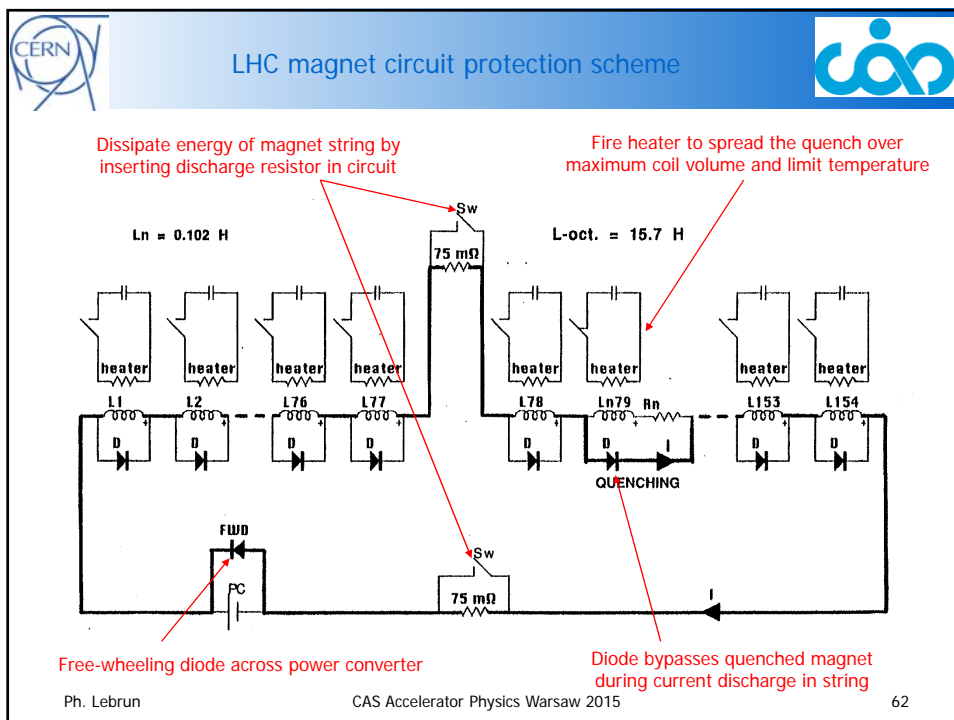 CERN
LHC magnet circuit protection scheme
Dissipate energy of magnet string by
inserting discharge resistor in circuit
Fire heater to spread the quench over
maximum coil volume and limit temperature
Sw
Ln = 0.102 H
L-oct. = 15.7 H
75 mΩ
heater heater heater heater heater heater heater heater
L1 L2 L76 L77 L78 Ln79 Rn L153 L154
D D D D D D I D D
QUENCHING
FWD
Sw
PC
75 mΩ
I
Free-wheeling diode across power converter
Diode bypasses quenched magnet
during current discharge in string
Ph. Lebrun CAS Accelerator Physics Warsaw 2015 62